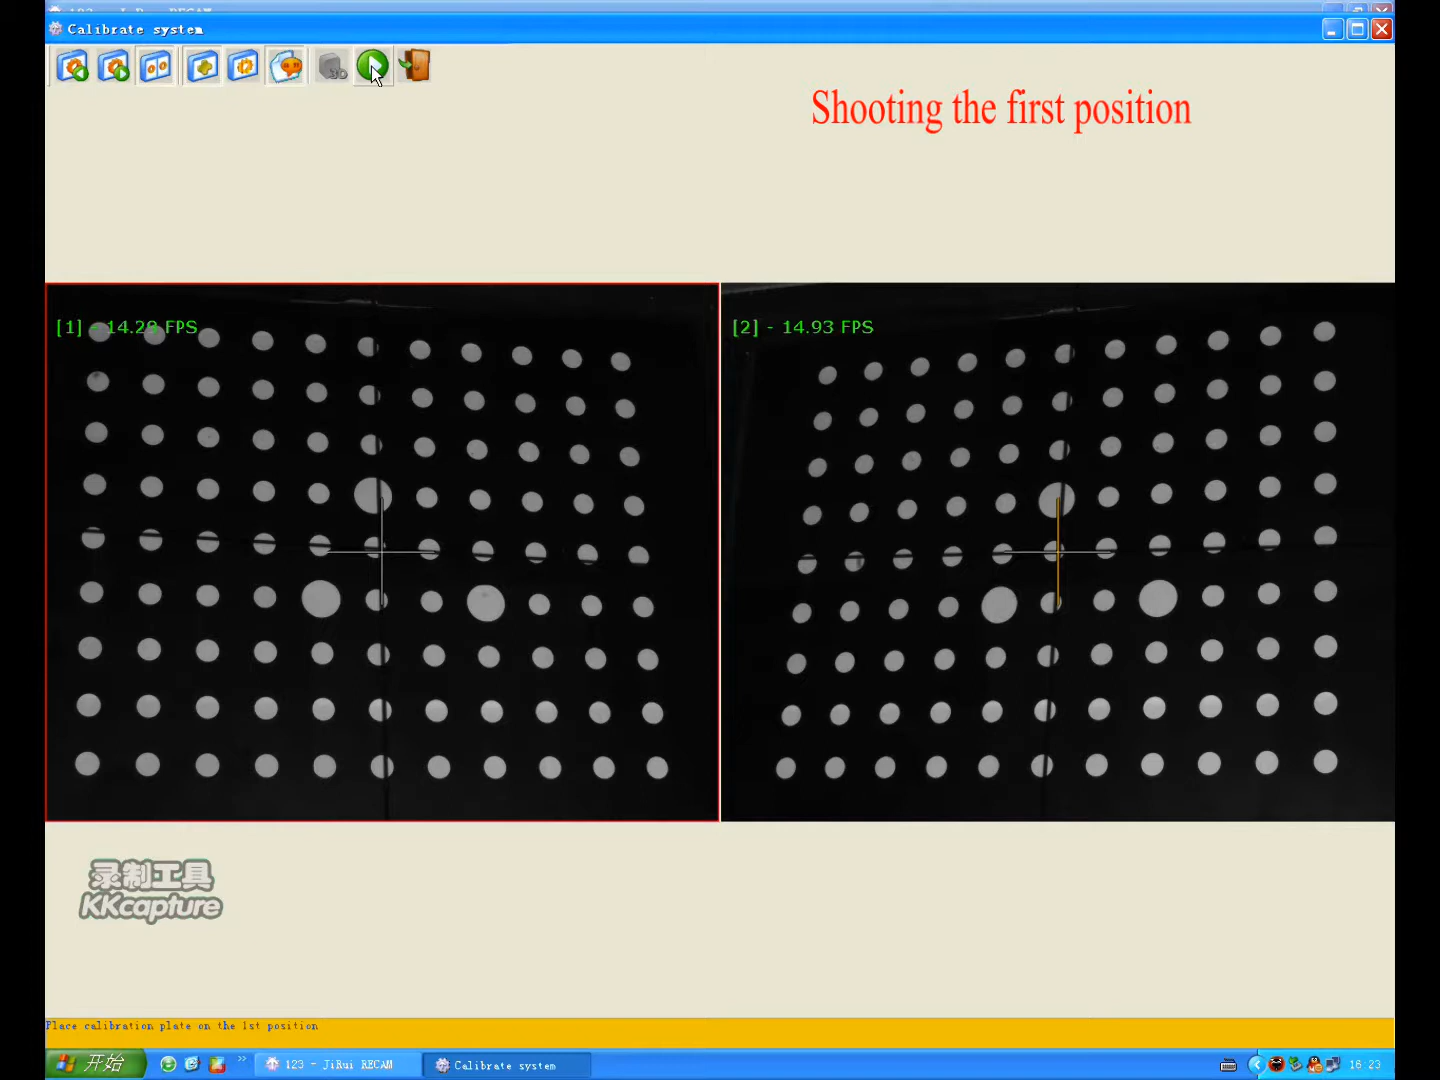 Calibrate system
Shooting the first position
[1] - 14.29 FPS
[2] - 14.93 FPS
录制工具
KKcapture
Place calibration plate on the 1st position
开始
123 - JiRui RECAM
Calibrate system
16:23